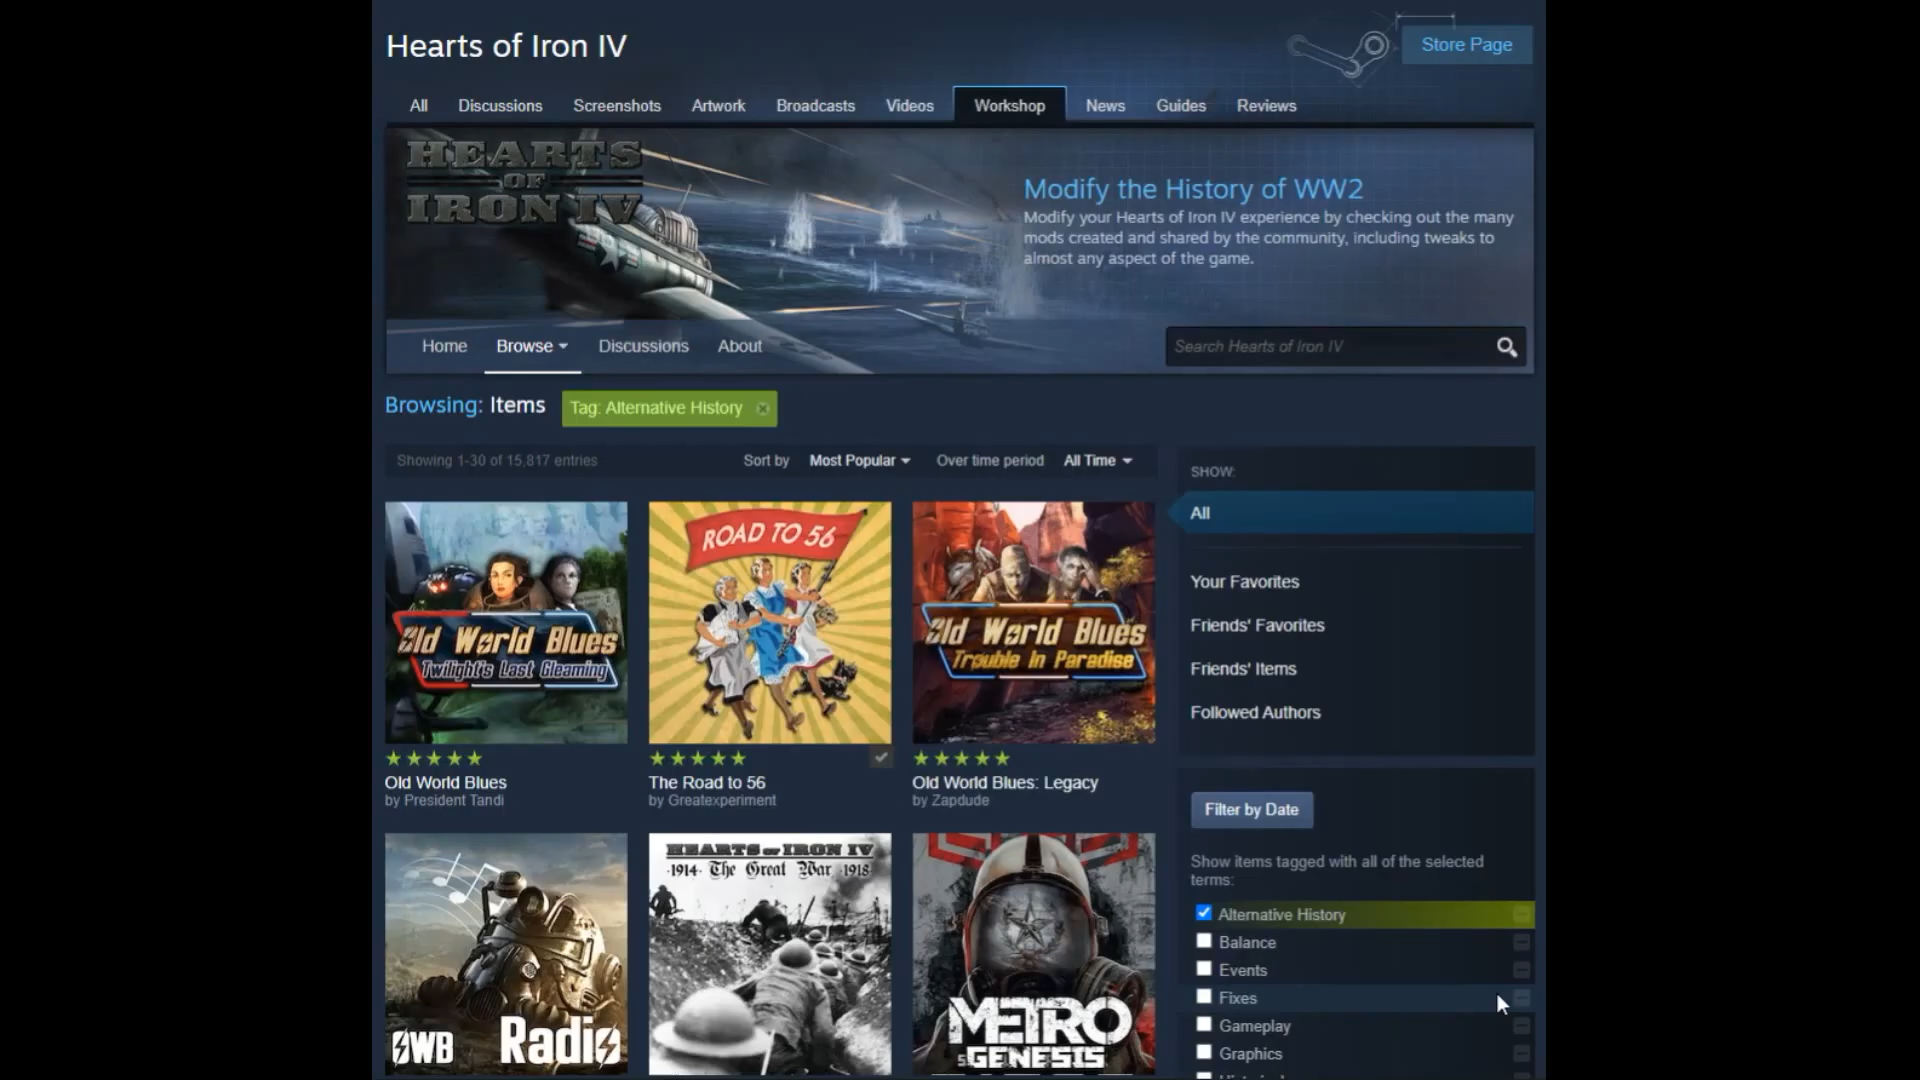 Hearts of Iron IV
Store Page
All Discussions Screenshots Artwork Broadcasts Videos Workshop News Guides Reviews
HEARTS
OF
IRON IV
Modify the History of WW2
Modify your Hearts of Iron IV experience by checking out the many
mods created and shared by the community, including tweaks to
almost any aspect of the game.
Home Browse Discussions About
Search Hearts of Iron IV
Browsing: Items Tag: Alternative History
Showing 1-30 of 15,817 entries
Sort by Most Popular Over time period All Time
SHOW:
All
Your Favorites
Friends' Favorites
Friends' Items
Followed Authors
Old World Blues
Twilight's Last Gleaming
Old World Blues
by President Tandi
ROAD TO 56
The Road to 56
by Greatexperiment
Old World Blues
Trouble In Paradise
Old World Blues: Legacy
by Zapdude
ØWB Radio
HEARTS OF IRON IV
·1914· The Great War ·1918·
METRO
GENESIS
Filter by Date
Show items tagged with all of the selected
terms:
Alternative History
Balance
Events
Fixes
Gameplay
Graphics